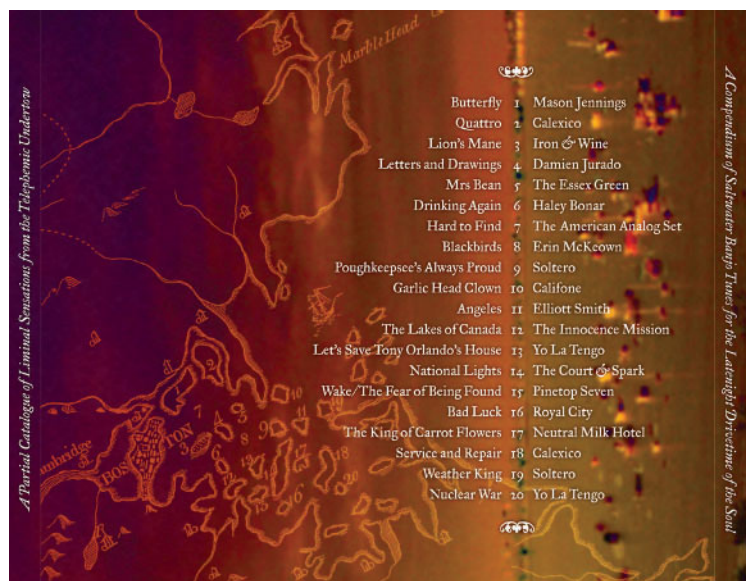 A Partial Catalogue of Liminal Sensations from the Telephemic Undertow
MarbleHead
Butterfly 1 Mason Jennings
Quattro 2 Calexico
Lion's Mane 3 Iron & Wine
Letters and Drawings 4 Damien Jurado
Mrs Bean 5 The Essex Green
Drinking Again 6 Haley Bonar
Hard to Find 7 The American Analog Set
Blackbirds 8 Erin McKeown
Poughkeepsee's Always Proud 9 Soltero
Garlic Head Clown 10 Califone
Angeles 11 Elliott Smith
The Lakes of Canada 12 The Innocence Mission
Let's Save Tony Orlando's House 13 Yo La Tengo
National Lights 14 The Court & Spark
Wake/The Fear of Being Found 15 Pinetop Seven
Bad Luck 16 Royal City
The King of Carrot Flowers 17 Neutral Milk Hotel
Service and Repair 18 Calexico
Weather King 19 Soltero
Nuclear War 20 Yo La Tengo
ambridge
BOSTON
A Compendium of Saltwater Banjo Tunes for the Latenight Drivetime of the Soul